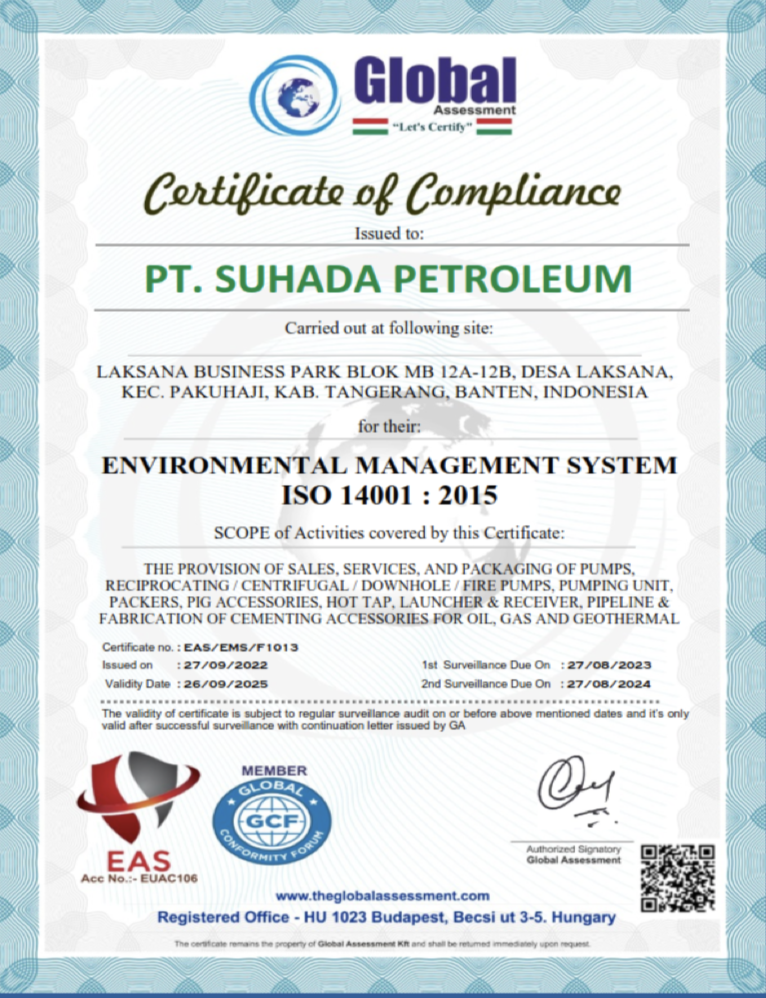 Global
Assessment
"Let's Certify"
Certificate of Compliance
Issued to:
PT. SUHADA PETROLEUM
Carried out at following site:
LAKSANA BUSINESS PARK BLOK MB 12A-12B, DESA LAKSANA,
KEC. PAKUHAJI, KAB. TANGERANG, BANTEN, INDONESIA
for their:
ENVIRONMENTAL MANAGEMENT SYSTEM
ISO 14001 : 2015
SCOPE of Activities covered by this Certificate:
THE PROVISION OF SALES, SERVICES, AND PACKAGING OF PUMPS,
RECIPROCATING / CENTRIFUGAL / DOWNHOLE / FIRE PUMPS, PUMPING UNIT,
PACKERS, PIG ACCESSORIES, HOT TAP, LAUNCHER & RECEIVER, PIPELINE &
FABRICATION OF CEMENTING ACCESSORIES FOR OIL, GAS AND GEOTHERMAL
Certificate no. : EAS/EMS/F1013
Issued on : 27/09/2022 1st Surveillance Due On : 27/08/2023
Validity Date : 26/09/2025 2nd Surveillance Due On : 27/08/2024
The validity of certificate is subject to regular surveillance audit on or before above mentioned dates and it's only
valid after successful surveillance with continuation letter issued by GA
EAS
Acc No.:- EUAC106
MEMBER
GLOBAL
GCF
CONFORMITY FORUM
Authorized Signatory
Global Assessment
www.theglobalassessment.com
Registered Office - HU 1023 Budapest, Becsi ut 3-5. Hungary
The certificate remains the property of Global Assessment Kft and shall be returned immediately upon request.